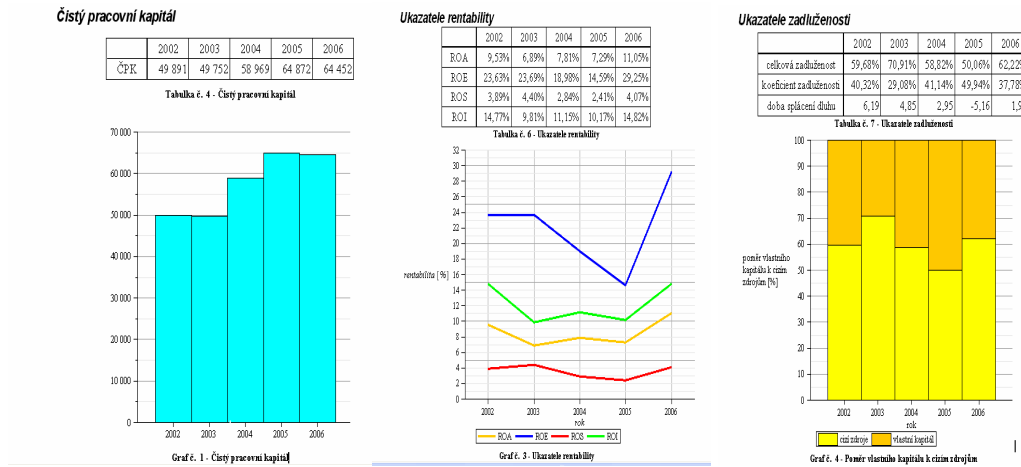 Čistý pracovní kapitál
2002 2003 2004 2005 2006
ČPK 49 891 49 752 58 969 64 872 64 452
Tabulka č. 4 - Čistý pracovní kapitál
70 000
60 000
50 000
40 000
30 000
20 000
10 000
0
2002 2003 2004 2005 2006
Graf č. 1 - Čistý pracovní kapitál
Ukazatele rentability
2002 2003 2004 2005 2006
ROA 9,53% 6,89% 7,81% 7,29% 11,05%
ROE 23,63% 23,69% 18,98% 14,59% 29,25%
ROS 3,89% 4,40% 2,84% 2,41% 4,07%
ROI 14,77% 9,81% 11,15% 10,17% 14,82%
Tabulka č. 6 - Ukazatele rentability
32
30
28
26
24
22
20
18
16
14
12
10
8
6
4
2
0
rentabilita [%]
2002 2003 2004 2005 2006
rok
ROA ROE ROS ROI
Graf č. 3 - Ukazatele rentability
Ukazatele zadluženosti
2002 2003 2004 2005 2006
celková zadluženost 59,68% 70,91% 58,82% 50,06% 62,22%
koeficient zadluženosti 40,32% 29,08% 41,14% 49,94% 37,78%
doba splácení dluhu 6,19 4,85 2,95 -5,16 1,9
Tabulka č. 7 - Ukazatele zadluženosti
100
90
80
70
60
50
40
30
20
10
0
poměr vlastního
kapitálu k cizím
zdrojům [%]
2002 2003 2004 2005 2006
rok
cizí zdroje vlastní kapitál
Graf č. 4 - Poměr vlastního kapitálu k cizím zdrojům